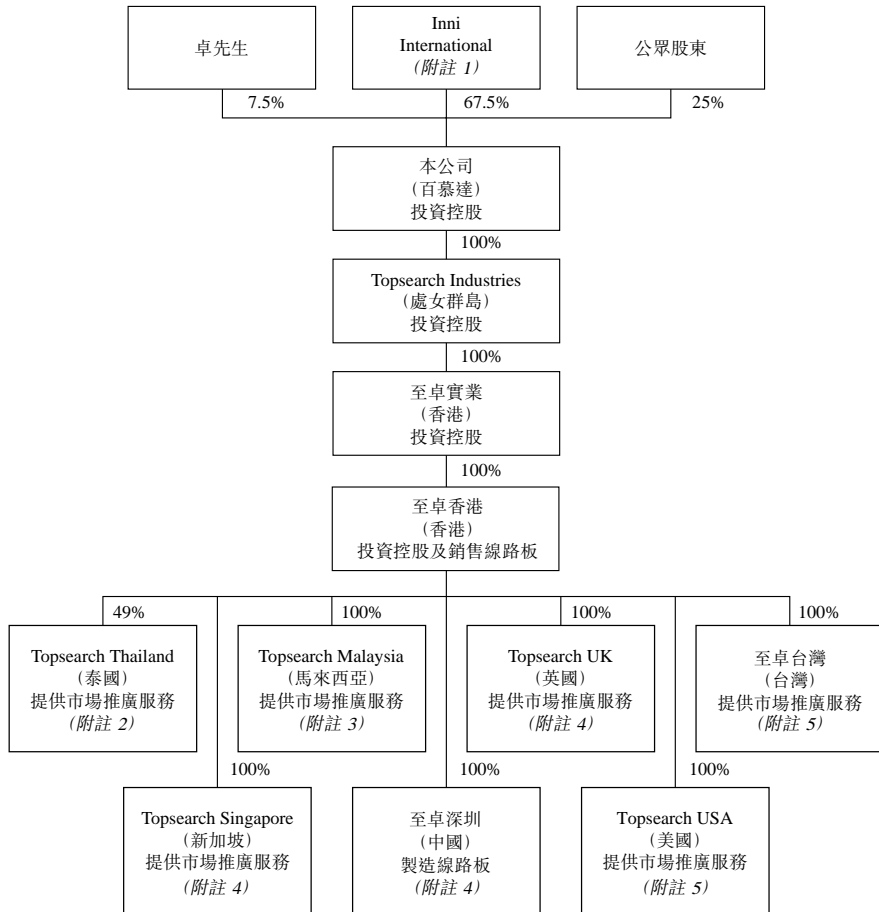 卓先生
Inni
International
(附註 1)
公眾股東
7.5%
67.5%
25%
本公司
（百慕達）
投資控股
100%
Topsearch Industries
（處女群島）
投資控股
100%
至卓實業
（香港）
投資控股
100%
至卓香港
（香港）
投資控股及銷售線路板
49%
100%
100%
100%
Topsearch Thailand
（泰國）
提供市場推廣服務
(附註 2)
Topsearch Malaysia
（馬來西亞）
提供市場推廣服務
(附註 3)
Topsearch UK
（英國）
提供市場推廣服務
(附註 4)
至卓台灣
（台灣）
提供市場推廣服務
(附註 5)
100%
100%
100%
Topsearch Singapore
（新加坡）
提供市場推廣服務
(附註 4)
至卓深圳
（中國）
製造線路板
(附註 4)
Topsearch USA
（美國）
提供市場推廣服務
(附註 5)